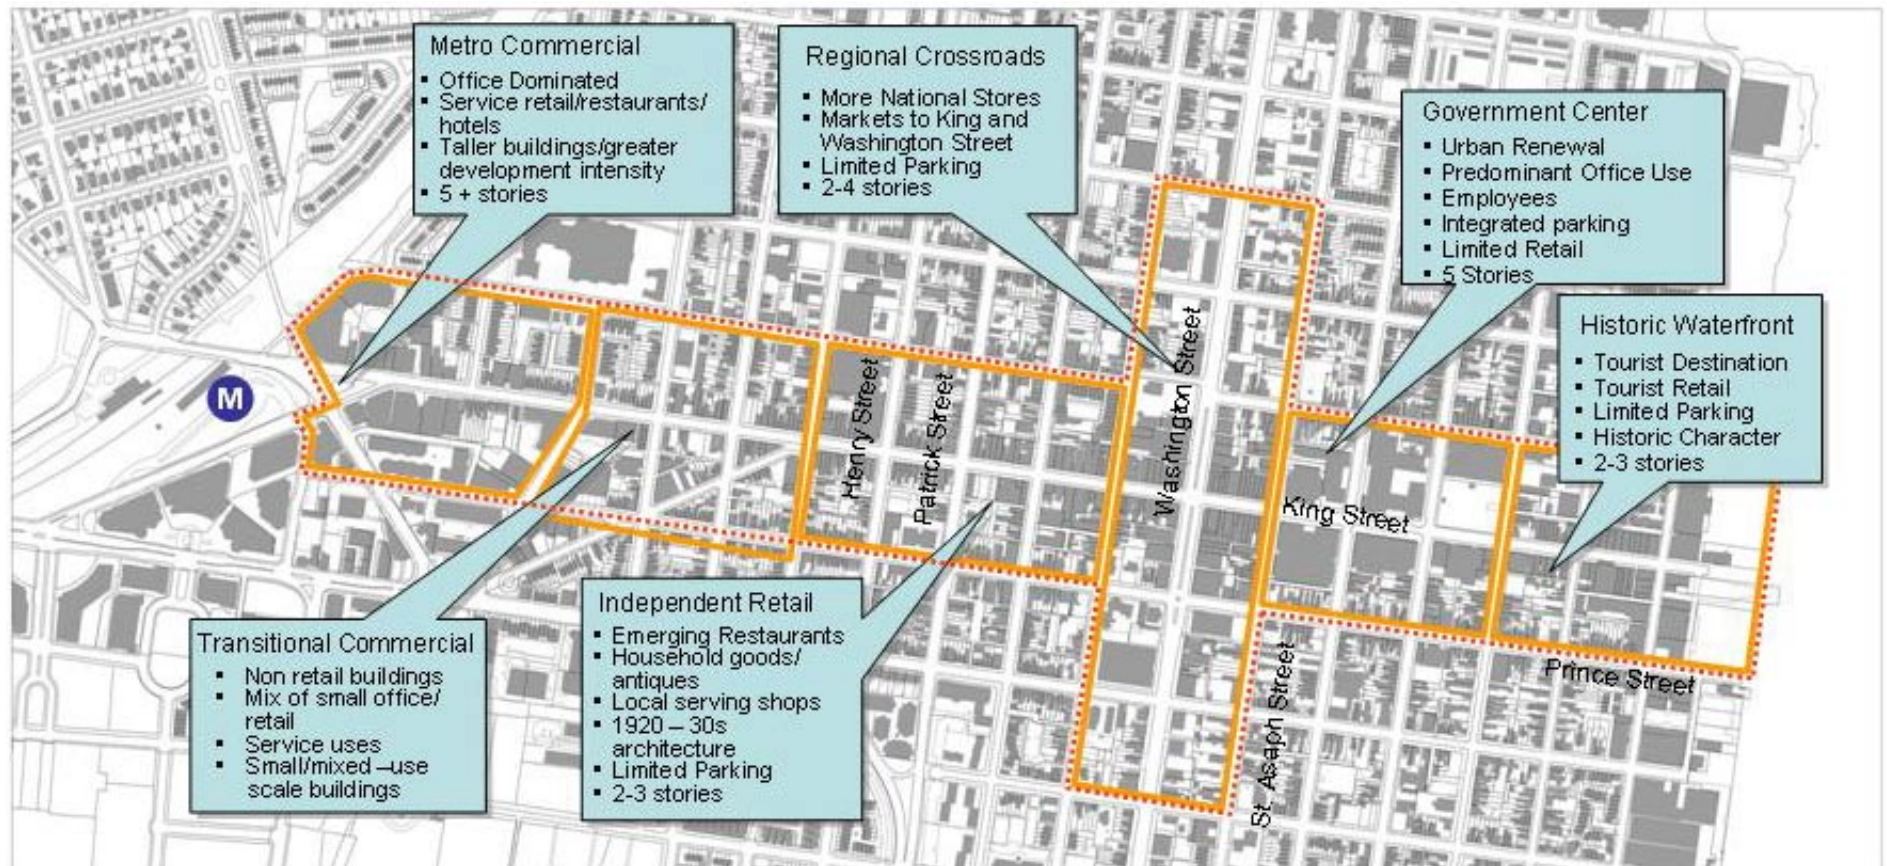 Metro Commercial
▪ Office Dominated
▪ Service retail/restaurants/
hotels
▪ Taller buildings/greater
development intensity
▪ 5 + stories
Regional Crossroads
▪ More National Stores
▪ Markets to King and
Washington Street
▪ Limited Parking
▪ 2-4 stories
Government Center
▪ Urban Renewal
▪ Predominant Office Use
▪ Employees
▪ Integrated parking
▪ Limited Retail
▪ 5 Stories
Historic Waterfront
▪ Tourist Destination
▪ Tourist Retail
▪ Limited Parking
▪ Historic Character
▪ 2-3 stories
M
Henry Street
Patrick Street
Washington Street
King Street
Prince Street
St. Asaph Street
Transitional Commercial
▪ Non retail buildings
▪ Mix of small office/
retail
▪ Service uses
▪ Small/mixed –use
scale buildings
Independent Retail
▪ Emerging Restaurants
▪ Household goods/
antiques
▪ Local serving shops
▪ 1920 – 30s
architecture
▪ Limited Parking
▪ 2-3 stories